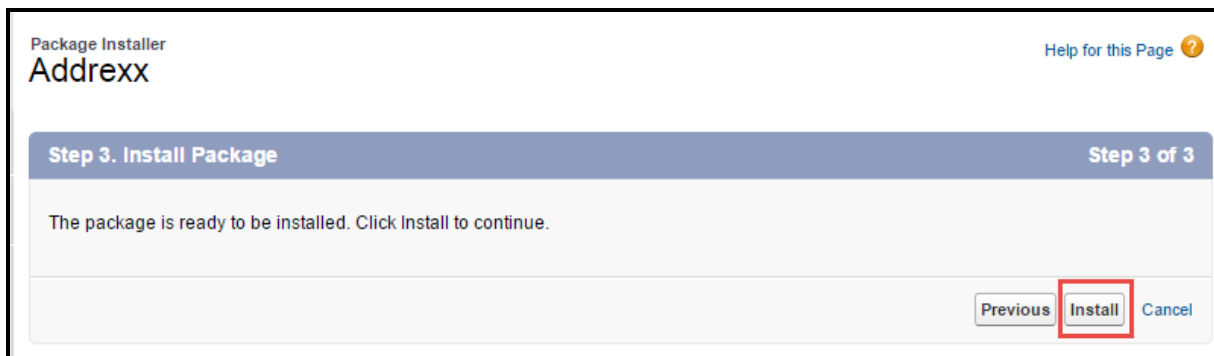 Package Installer
Addrexx
Help for this Page ?
Step 3. Install Package
Step 3 of 3
The package is ready to be installed. Click Install to continue.
Previous Install Cancel